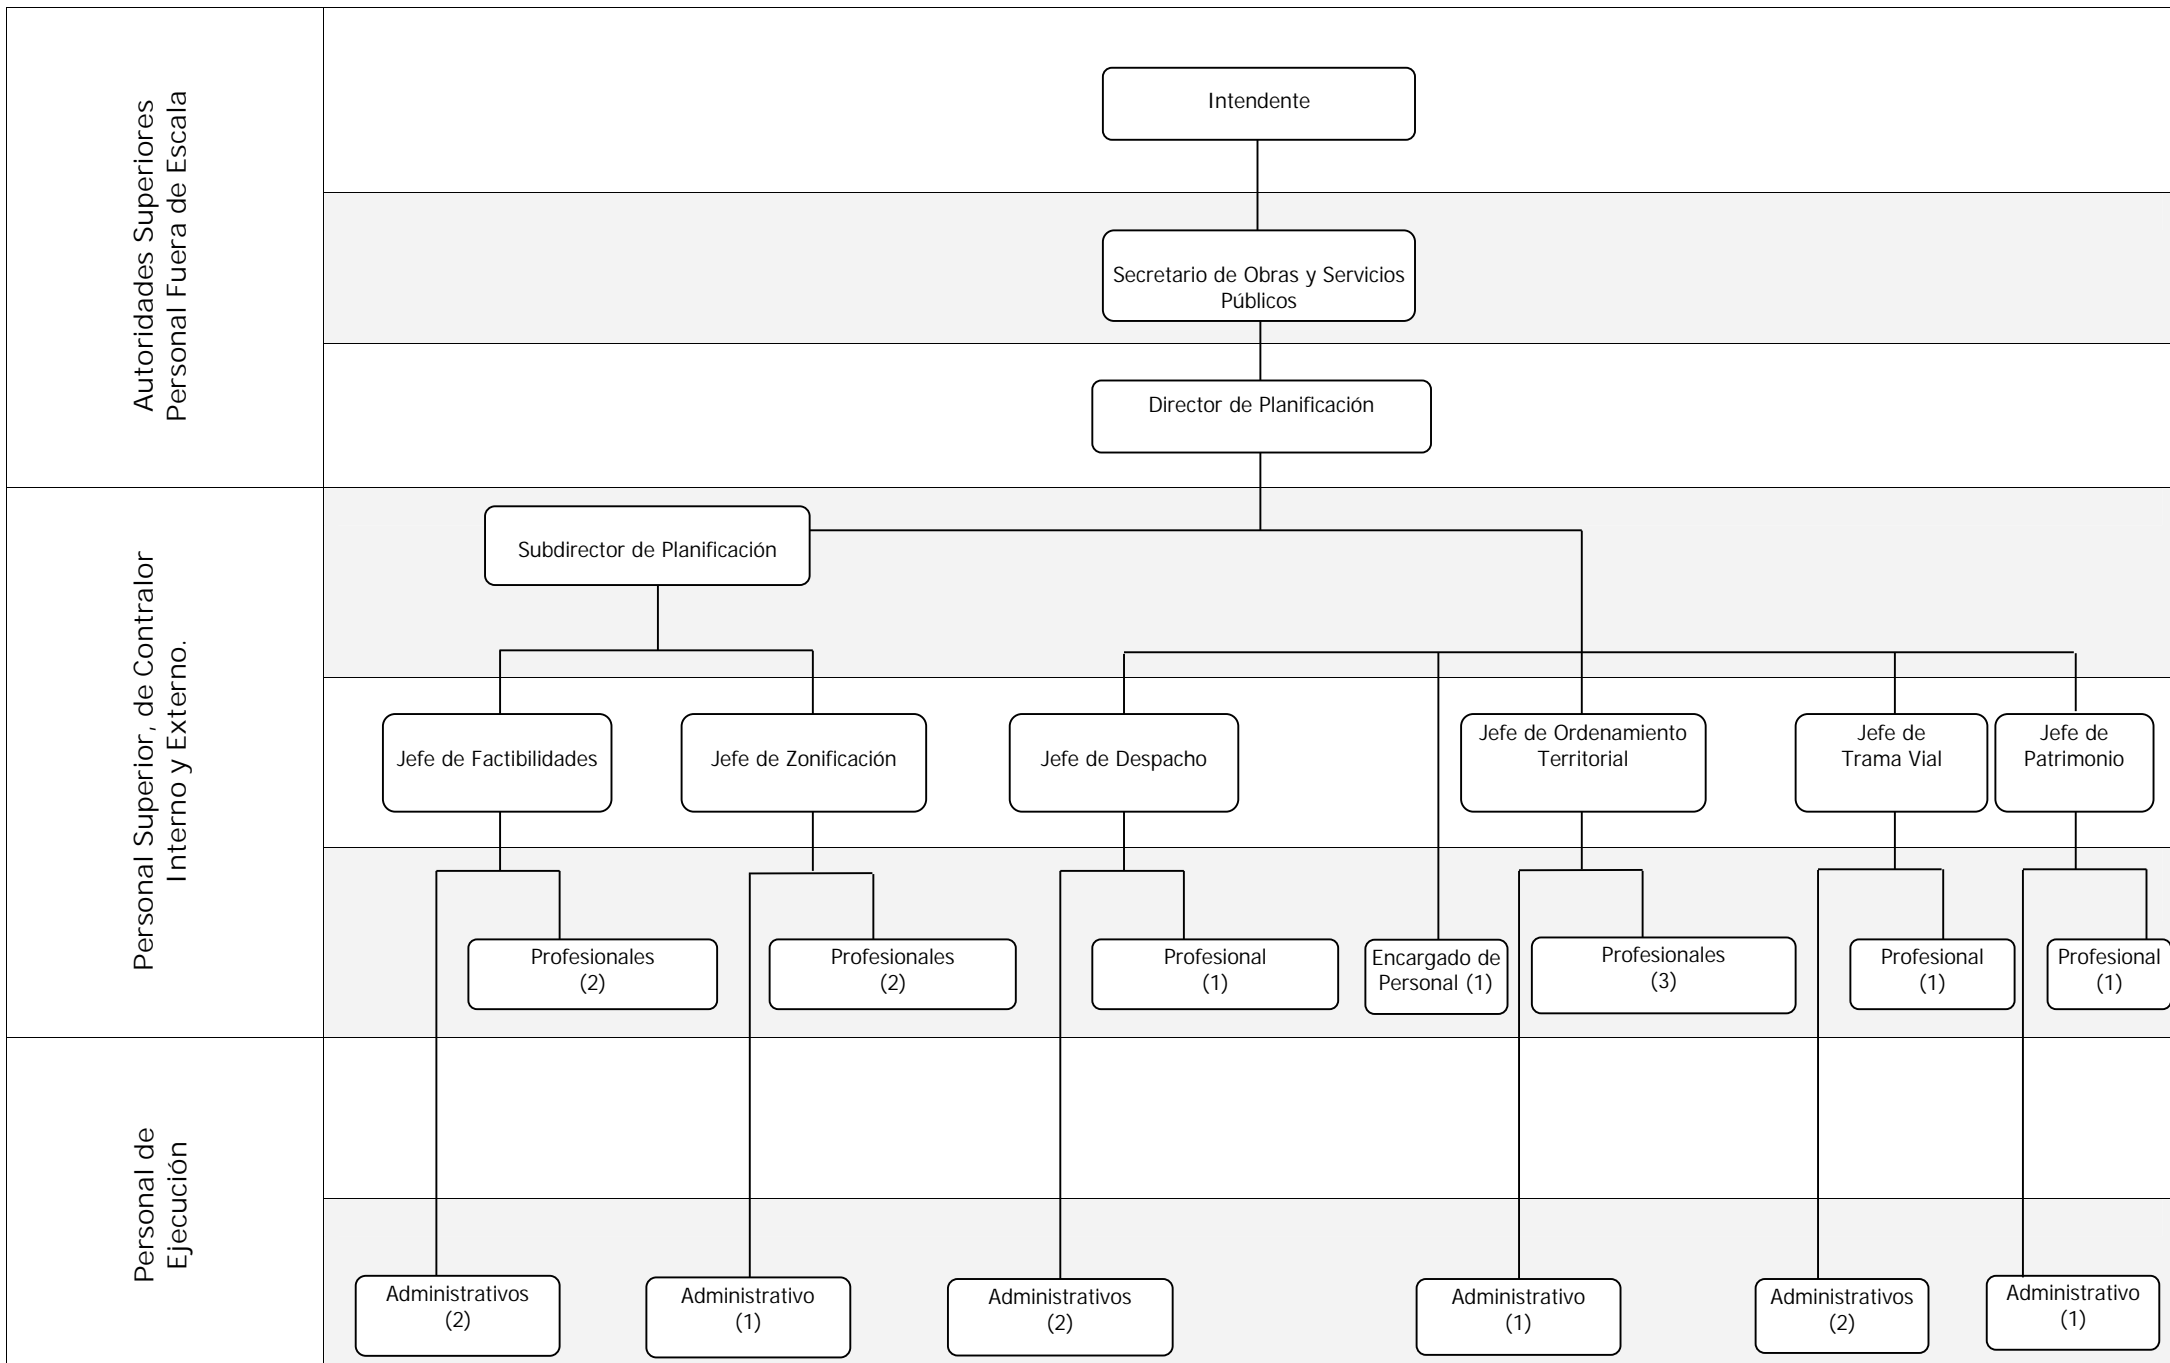 Autoridades Superiores
Personal Fuera de Escala
Intendente
Secretario de Obras y Servicios
Públicos
Director de Planificación
Personal Superior, de Contralor
Interno y Externo.
Subdirector de Planificación
Jefe de Factibilidades
Jefe de Zonificación
Jefe de Despacho
Jefe de Ordenamiento
Territorial
Jefe de
Trama Vial
Jefe de
Patrimonio
Profesionales
(2)
Profesionales
(2)
Profesional
(1)
Encargado de
Personal (1)
Profesionales
(3)
Profesional
(1)
Profesional
(1)
Personal de
Ejecución
Administrativos
(2)
Administrativo
(1)
Administrativos
(2)
Administrativo
(1)
Administrativos
(2)
Administrativo
(1)